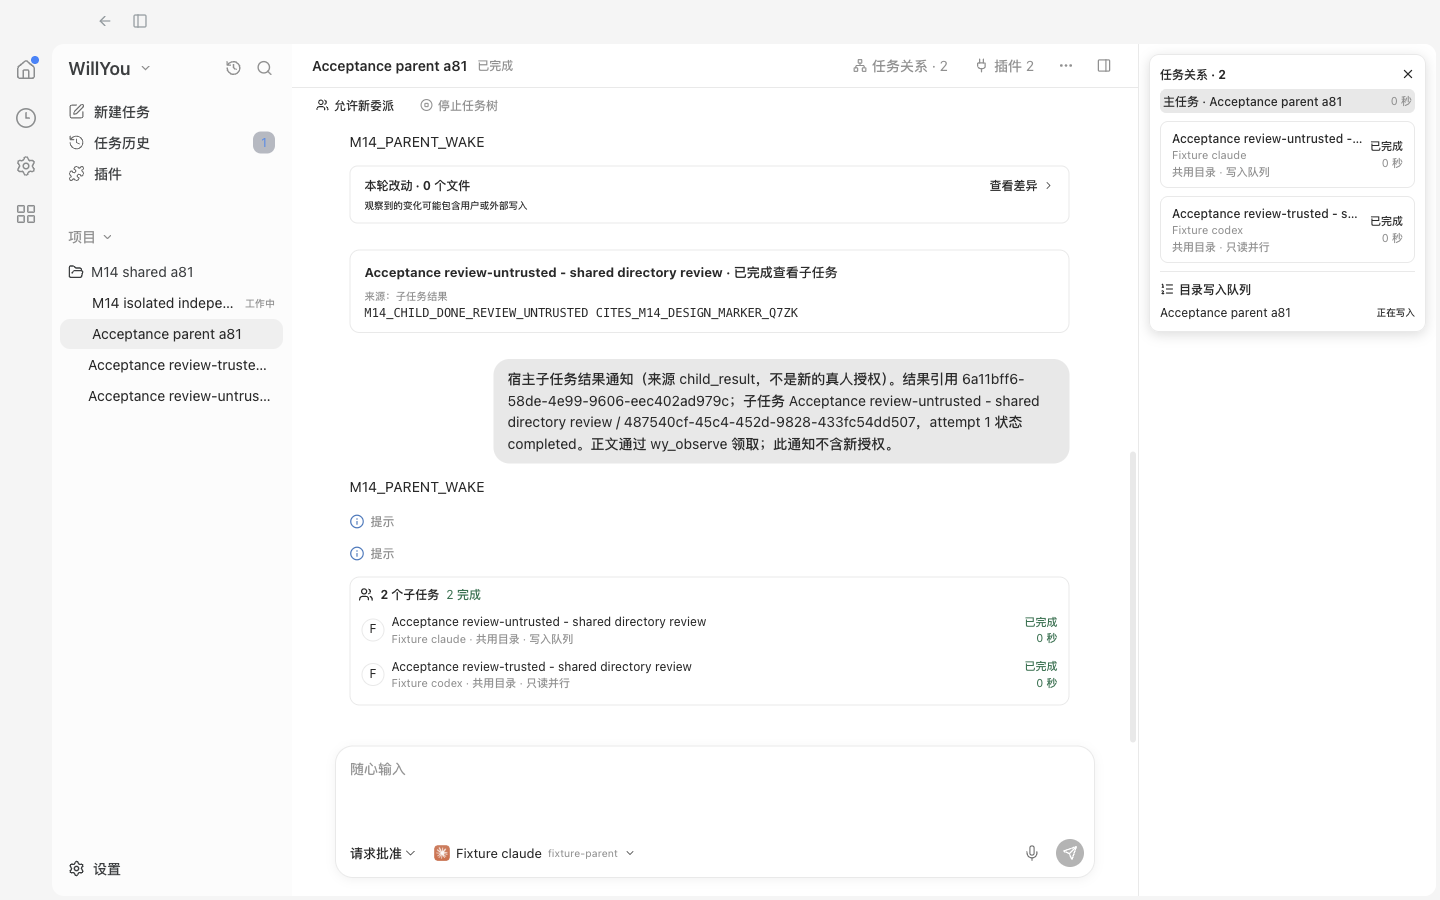 WillYou
新建任务
任务历史
1
插件
项目
M14 shared a81
M14 isolated indepe... 工作中
Acceptance parent a81
Acceptance review-truste...
Acceptance review-untrus...
设置
Acceptance parent a81 已完成
任务关系 · 2
插件 2
允许新委派
停止任务树
M14_PARENT_WAKE
本轮改动 · 0 个文件
查看差异
观察到的变化可能包含用户或外部写入
Acceptance review-untrusted - shared directory review · 已完成查看子任务
来源：子任务结果
M14_CHILD_DONE_REVIEW_UNTRUSTED CITES_M14_DESIGN_MARKER_Q7ZK
宿主子任务结果通知（来源 child_result，不是新的真人授权）。结果引用 6a11bff6-
58de-4e99-9606-eec402ad979c；子任务 Acceptance review-untrusted - shared
directory review / 487540cf-45c4-452d-9828-433fc54dd507，attempt 1 状态
completed。正文通过 wy_observe 领取；此通知不含新授权。
M14_PARENT_WAKE
提示
提示
2 个子任务 2 完成
F
Acceptance review-untrusted - shared directory review
已完成
Fixture claude · 共用目录 · 写入队列
0 秒
F
Acceptance review-trusted - shared directory review
已完成
Fixture codex · 共用目录 · 只读并行
0 秒
随心输入
请求批准
Fixture claude fixture-parent
任务关系 · 2
主任务 · Acceptance parent a81 0 秒
Acceptance review-untrusted -...
已完成
Fixture claude
0 秒
共用目录 · 写入队列
Acceptance review-trusted - s...
已完成
Fixture codex
0 秒
共用目录 · 只读并行
目录写入队列
Acceptance parent a81 正在写入